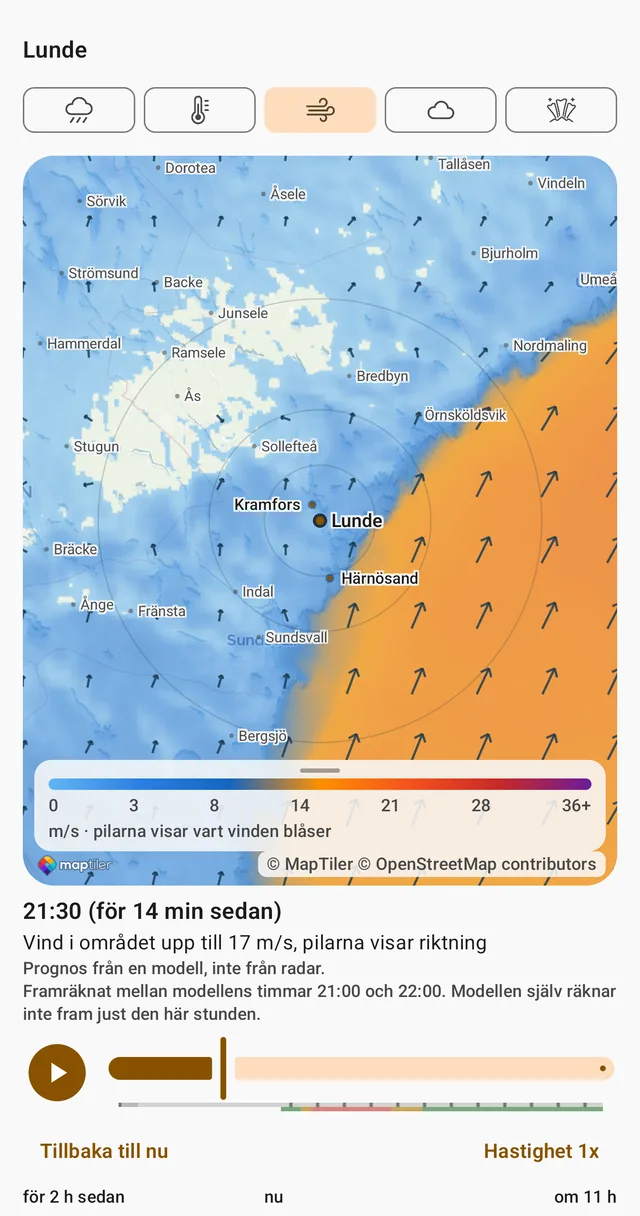 Lunde
Tallåsen
Dorotea
Vindeln
Åsele
Sörvik
Bjurholm
Strömsund
Umeå
Backe
Junsele
Hammerdal
Nordmaling
Ramsele
Bredbyn
Ås
Örnsköldsvik
Stugun
Sollefteå
Kramfors
Lunde
Bräcke
Härnösand
Indal
Ånge
Fränsta
Sundsvall
Bergsjö
0 3 8 14 21 28 36+
m/s · pilarna visar vart vinden blåser
maptiler
© MapTiler © OpenStreetMap contributors
21:30 (för 14 min sedan)
Vind i området upp till 17 m/s, pilarna visar riktning
Prognos från en modell, inte från radar.
Framräknat mellan modellens timmar 21:00 och 22:00. Modellen själv räknar
inte fram just den här stunden.
Tillbaka till nu
Hastighet 1x
för 2 h sedan
nu
om 11 h